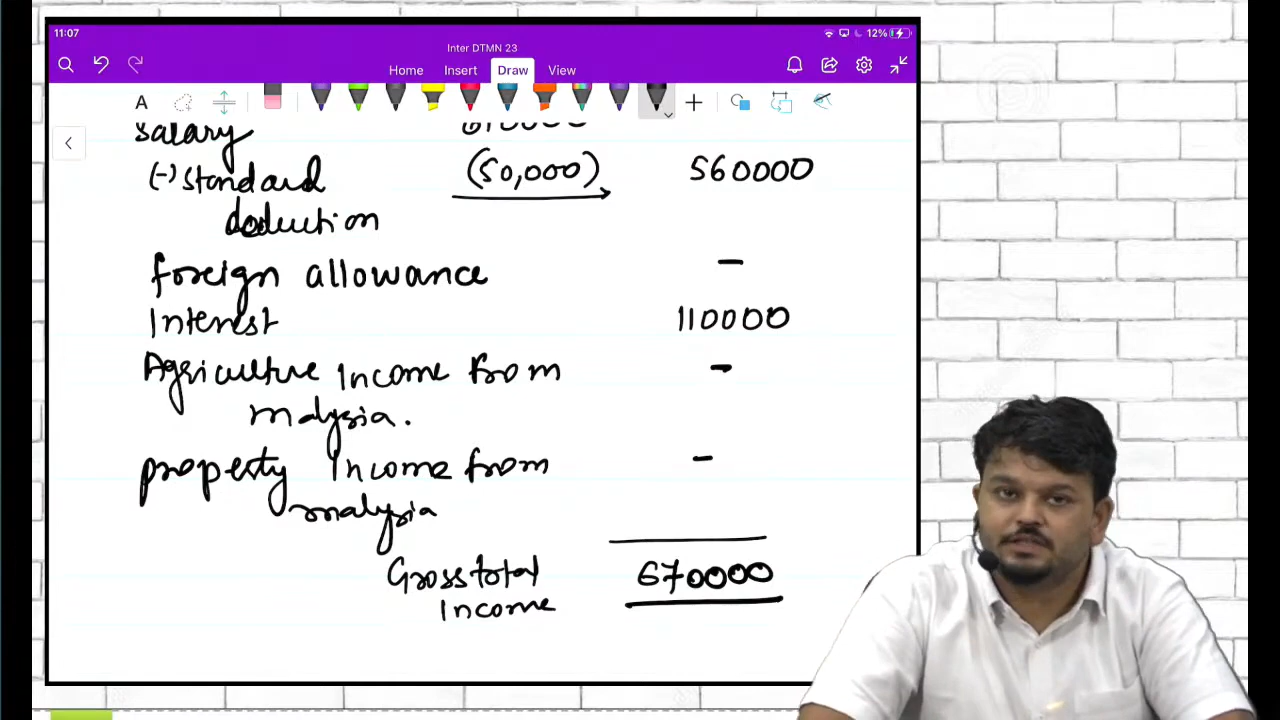 11:07
12%
Inter DTMN 23
Home Insert Draw View
A
Salary 610000
(-) Standard (50,000) 560000
deduction
foreign allowance -
Interest 110000
Agriculture Income from -
malysia.
property Income from -
malysia
Gross total 670000
Income